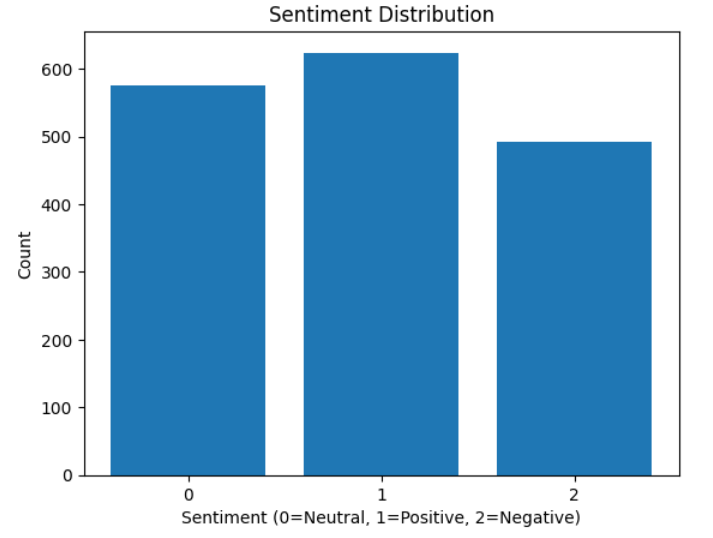 Sentiment Distribution
600
500
400
300
200
100
0
Count
0 1 2
Sentiment (0=Neutral, 1=Positive, 2=Negative)